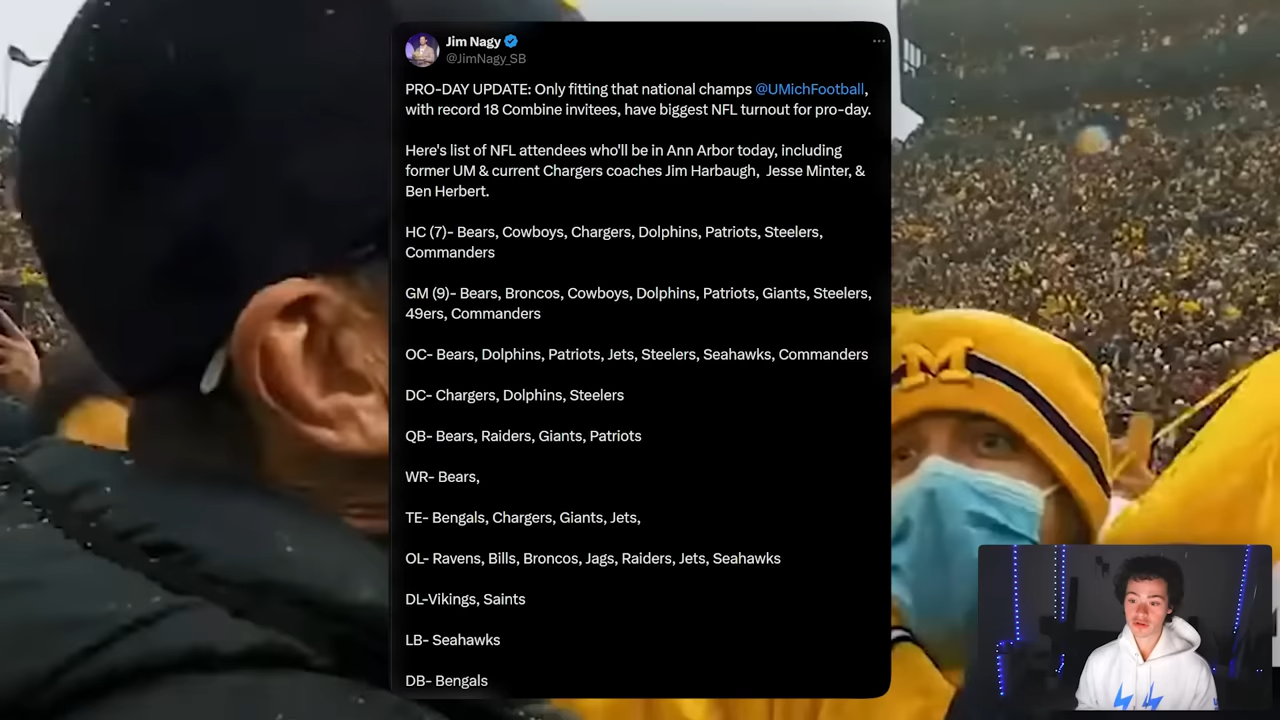 Jim Nagy
@JimNagy_SB
PRO-DAY UPDATE: Only fitting that national champs @UMichFootball,
with record 18 Combine invitees, have biggest NFL turnout for pro-day.
Here's list of NFL attendees who'll be in Ann Arbor today, including
former UM & current Chargers coaches Jim Harbaugh,  Jesse Minter, &
Ben Herbert.
HC (7)- Bears, Cowboys, Chargers, Dolphins, Patriots, Steelers,
Commanders
GM (9)- Bears, Broncos, Cowboys, Dolphins, Patriots, Giants, Steelers,
49ers, Commanders
OC- Bears, Dolphins, Patriots, Jets, Steelers, Seahawks, Commanders
DC- Chargers, Dolphins, Steelers
QB- Bears, Raiders, Giants, Patriots
WR- Bears,
TE- Bengals, Chargers, Giants, Jets,
OL- Ravens, Bills, Broncos, Jags, Raiders, Jets, Seahawks
DL-Vikings, Saints
LB- Seahawks
DB- Bengals
M